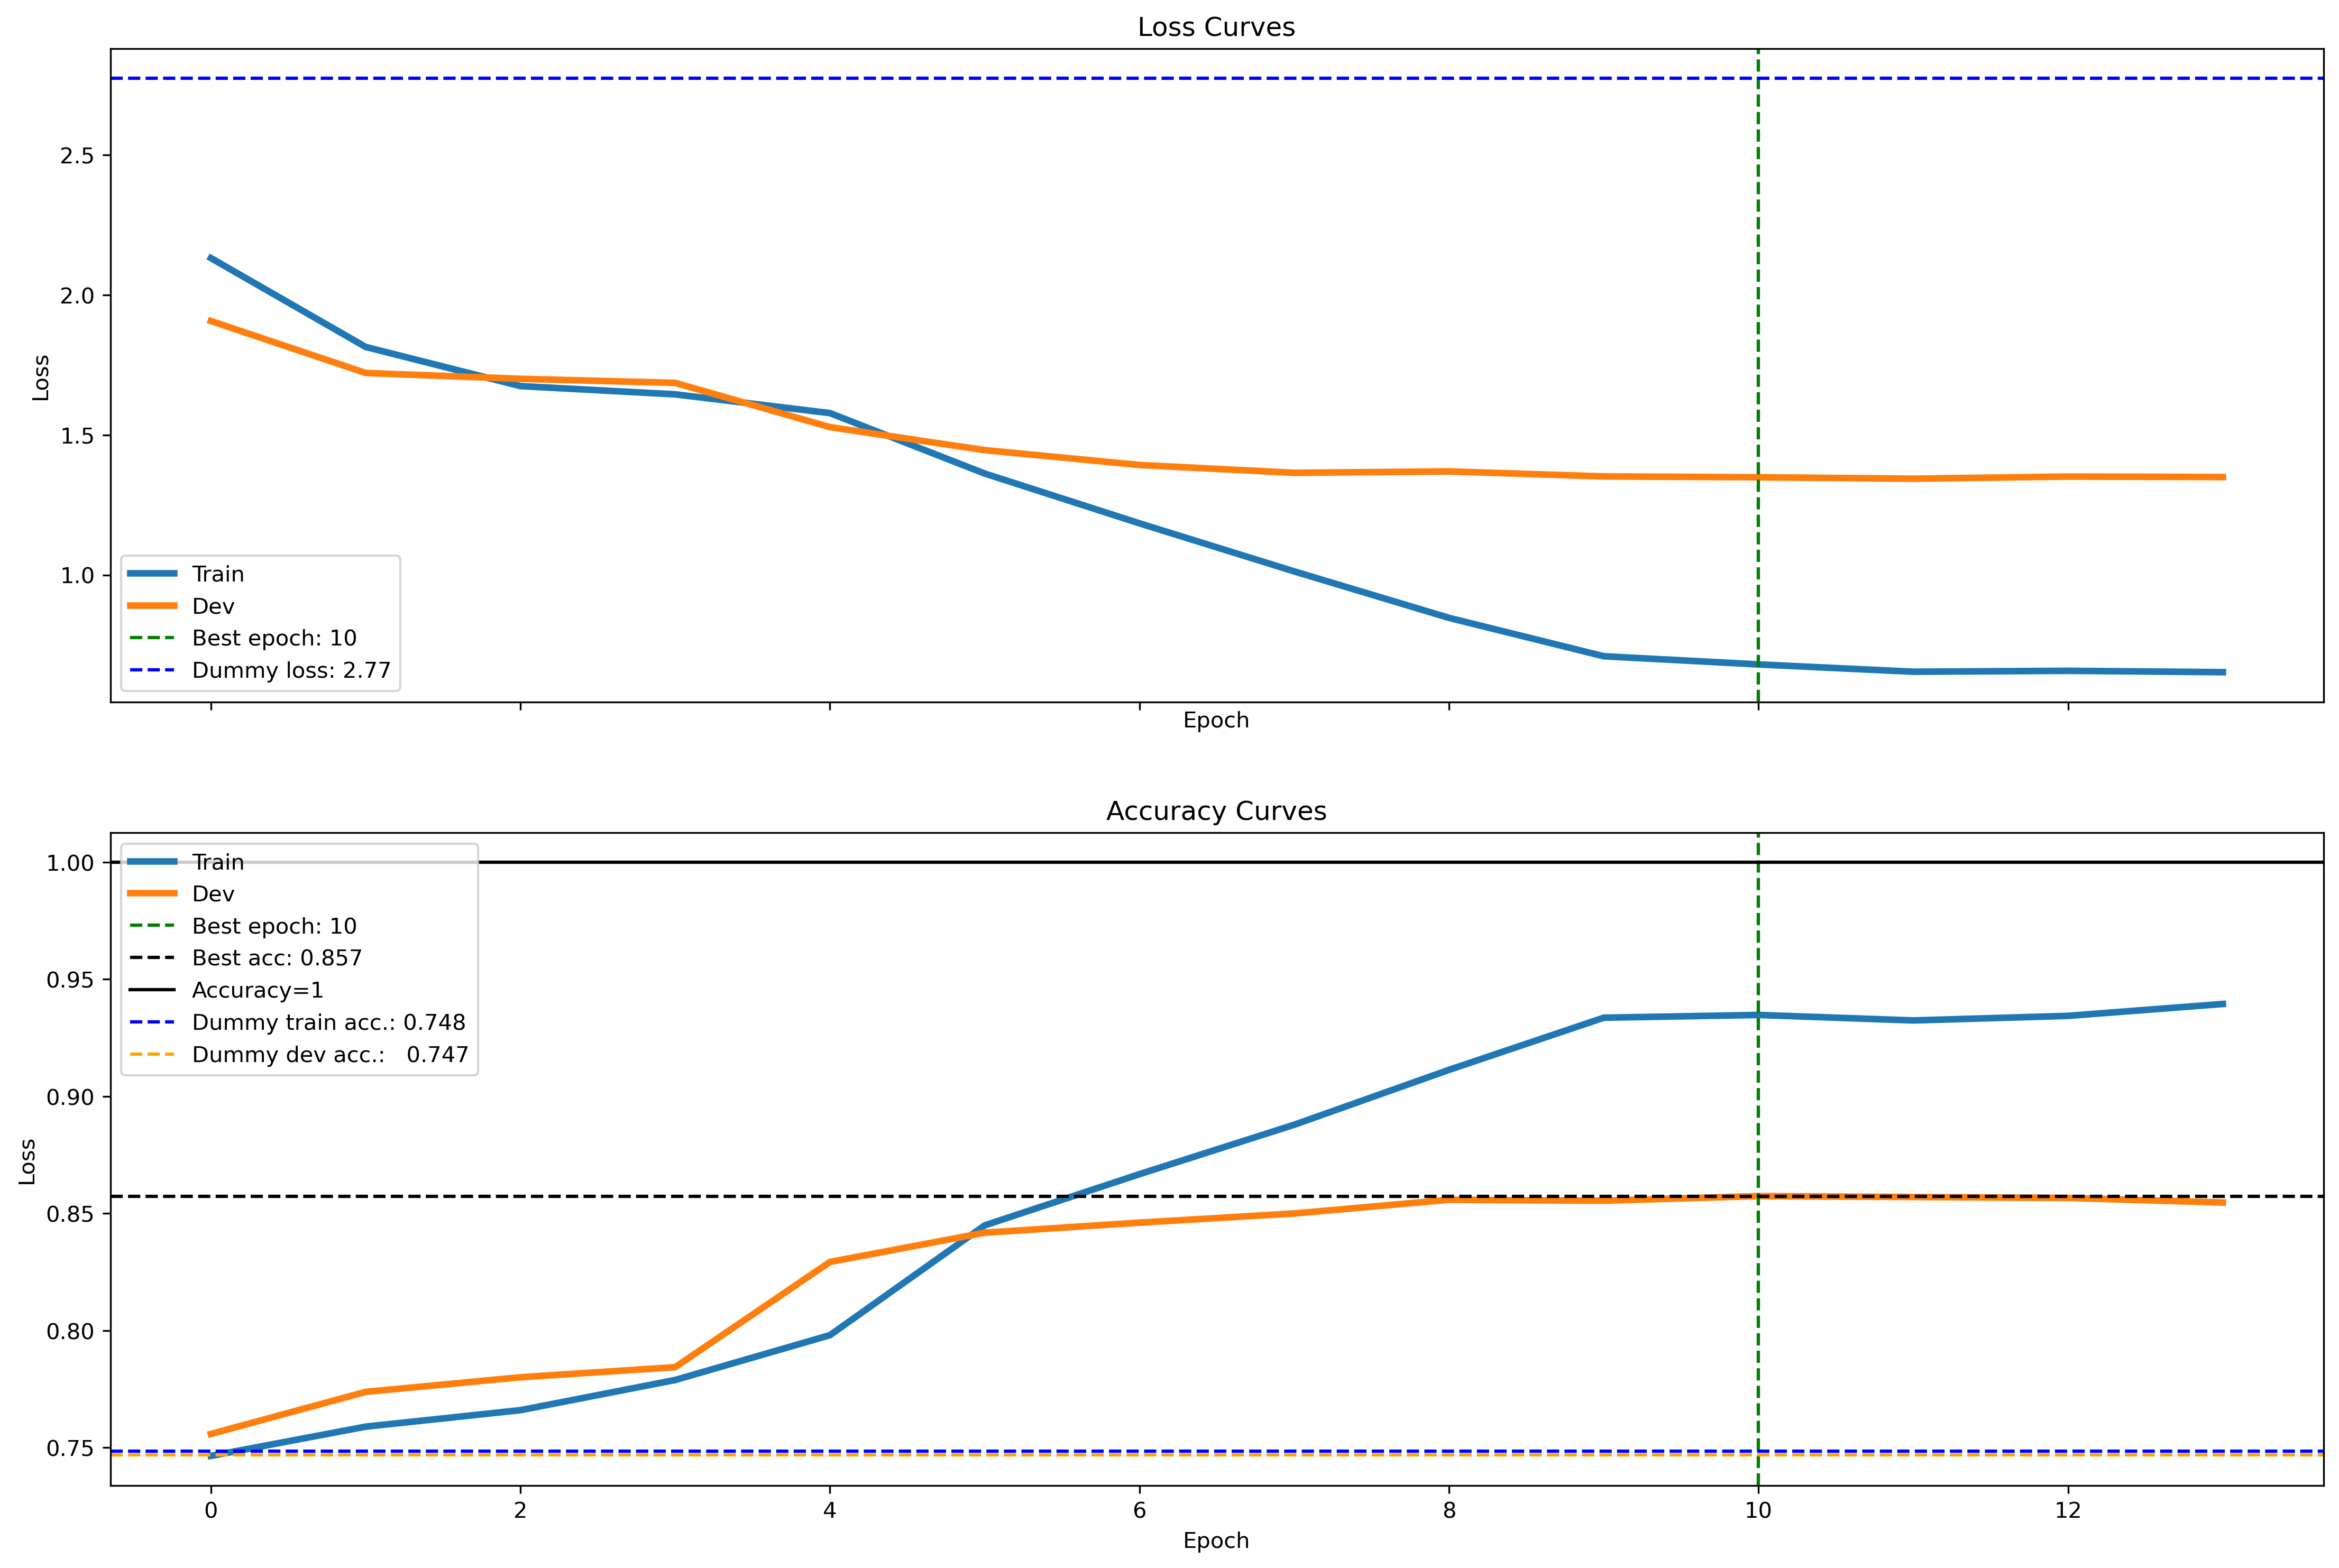 Loss Curves
2.5
2.0
1.5
1.0
Loss
Train
Dev
Best epoch: 10
Dummy loss: 2.77
Epoch
Accuracy Curves
1.00
0.95
0.90
0.85
0.80
0.75
Loss
Train
Dev
Best epoch: 10
Best acc: 0.857
Accuracy=1
Dummy train acc.: 0.748
Dummy dev acc.:   0.747
0 2 4 6 8 10 12
Epoch